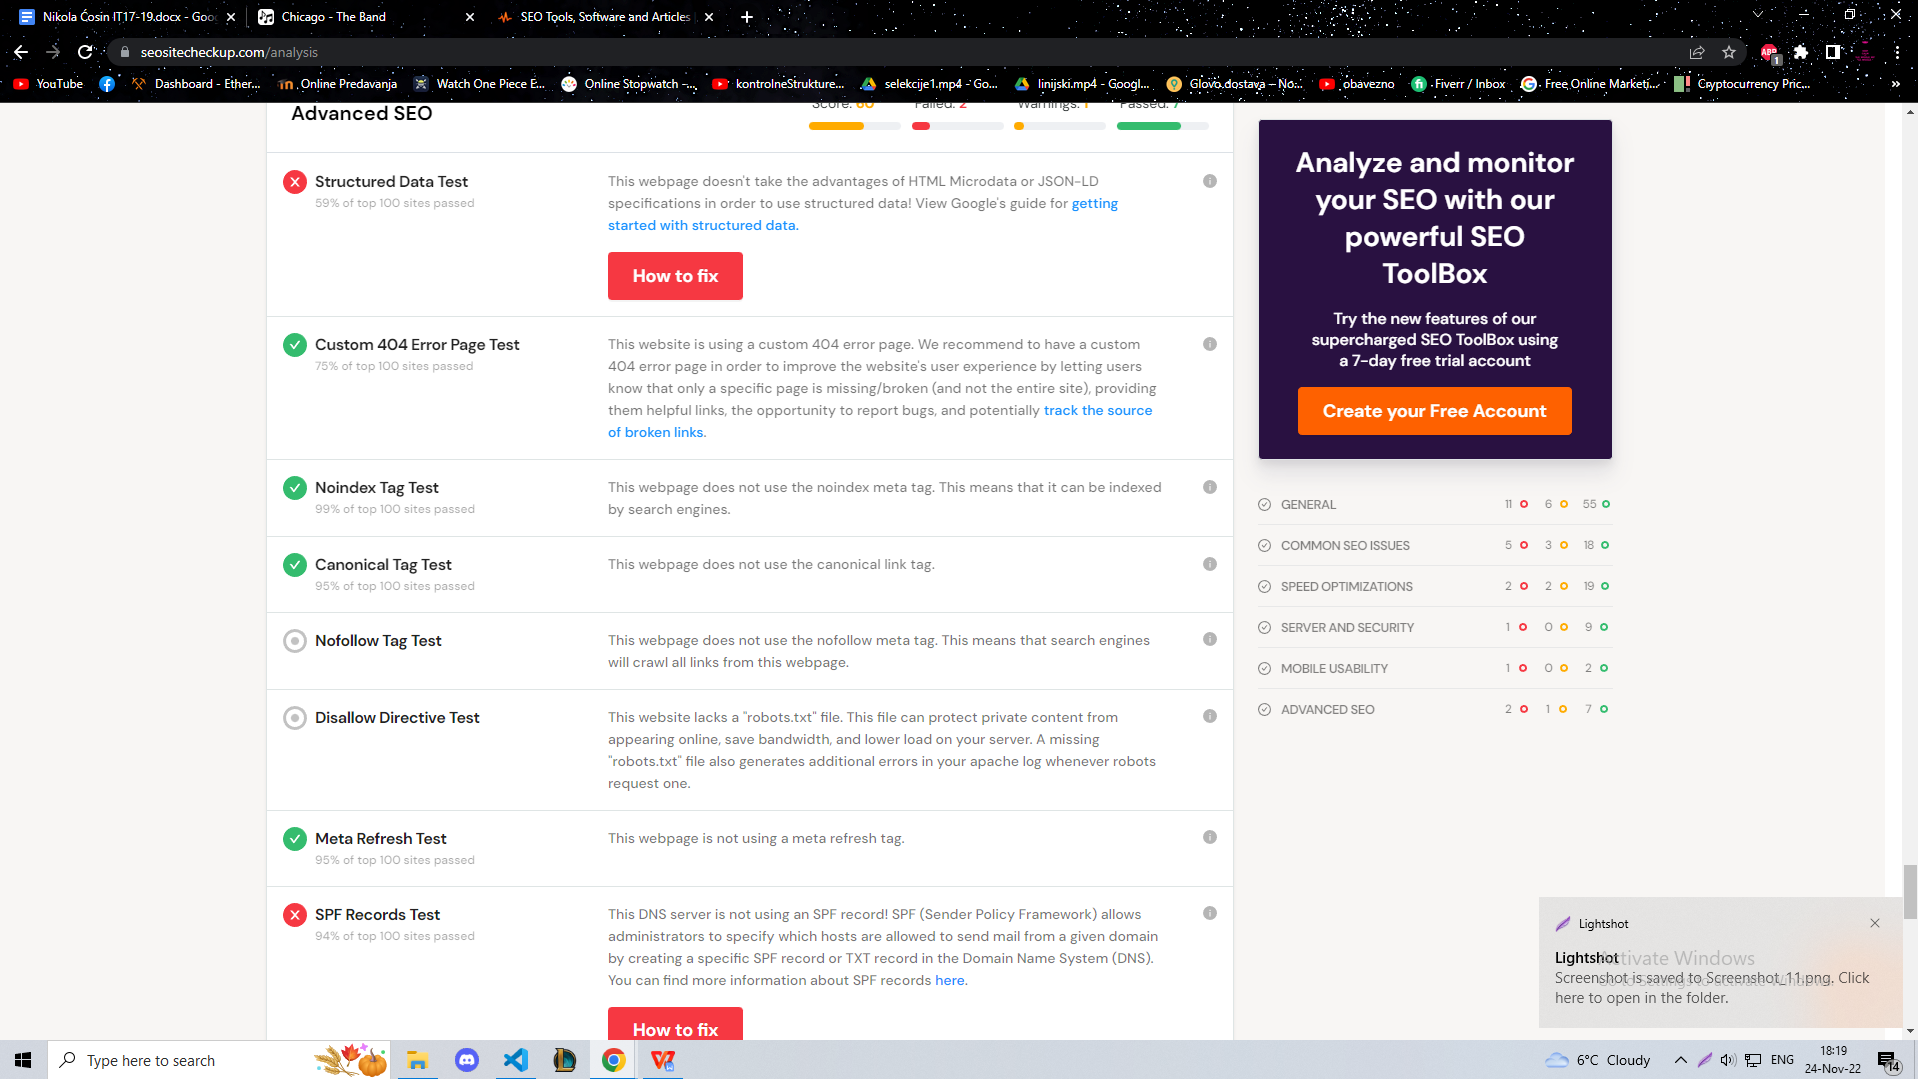 Nikola Ćosin IT17-19.docx - Goo
Chicago - The Band
SEO Tools, Software and Articles
seositecheckup.com/analysis
YouTube
Dashboard - Ether...
Online Predavanja
Watch One Piece E...
Online Stopwatch -...
kontrolneStrukture...
selekcije1.mp4 - Go...
linijski.mp4 - Googl...
Glovo dostava – No...
obavezno
Fiverr / Inbox
Free Online Marketi...
Cryptocurrency Pric...
»
Advanced SEO
Score: 60
Failed: 2
Warnings: 1
Passed: 7
Structured Data Test
59% of top 100 sites passed
This webpage doesn't take the advantages of HTML Microdata or JSON-LD
specifications in order to use structured data! View Google's guide for getting
started with structured data.
How to fix
Custom 404 Error Page Test
75% of top 100 sites passed
This website is using a custom 404 error page. We recommend to have a custom
404 error page in order to improve the website's user experience by letting users
know that only a specific page is missing/broken (and not the entire site), providing
them helpful links, the opportunity to report bugs, and potentially track the source
of broken links.
Noindex Tag Test
99% of top 100 sites passed
This webpage does not use the noindex meta tag. This means that it can be indexed
by search engines.
Canonical Tag Test
95% of top 100 sites passed
This webpage does not use the canonical link tag.
Nofollow Tag Test
This webpage does not use the nofollow meta tag. This means that search engines
will crawl all links from this webpage.
Disallow Directive Test
This website lacks a "robots.txt" file. This file can protect private content from
appearing online, save bandwidth, and lower load on your server. A missing
"robots.txt" file also generates additional errors in your apache log whenever robots
request one.
Meta Refresh Test
95% of top 100 sites passed
This webpage is not using a meta refresh tag.
SPF Records Test
94% of top 100 sites passed
This DNS server is not using an SPF record! SPF (Sender Policy Framework) allows
administrators to specify which hosts are allowed to send mail from a given domain
by creating a specific SPF record or TXT record in the Domain Name System (DNS).
You can find more information about SPF records here.
How to fix
Analyze and monitor
your SEO with our
powerful SEO
ToolBox
Try the new features of our
supercharged SEO ToolBox using
a 7-day free trial account
Create your Free Account
GENERAL 11 6 55
COMMON SEO ISSUES 5 3 18
SPEED OPTIMIZATIONS 2 2 19
SERVER AND SECURITY 1 0 9
MOBILE USABILITY 1 0 2
ADVANCED SEO 2 1 7
Lightshot
Lightshot
Activate Windows
Screenshot is saved to Screenshot_11.png. Click
Go to Settings to activate Windows.
here to open in the folder.
Type here to search
6°C Cloudy
ENG
18:19
24-Nov-22
14